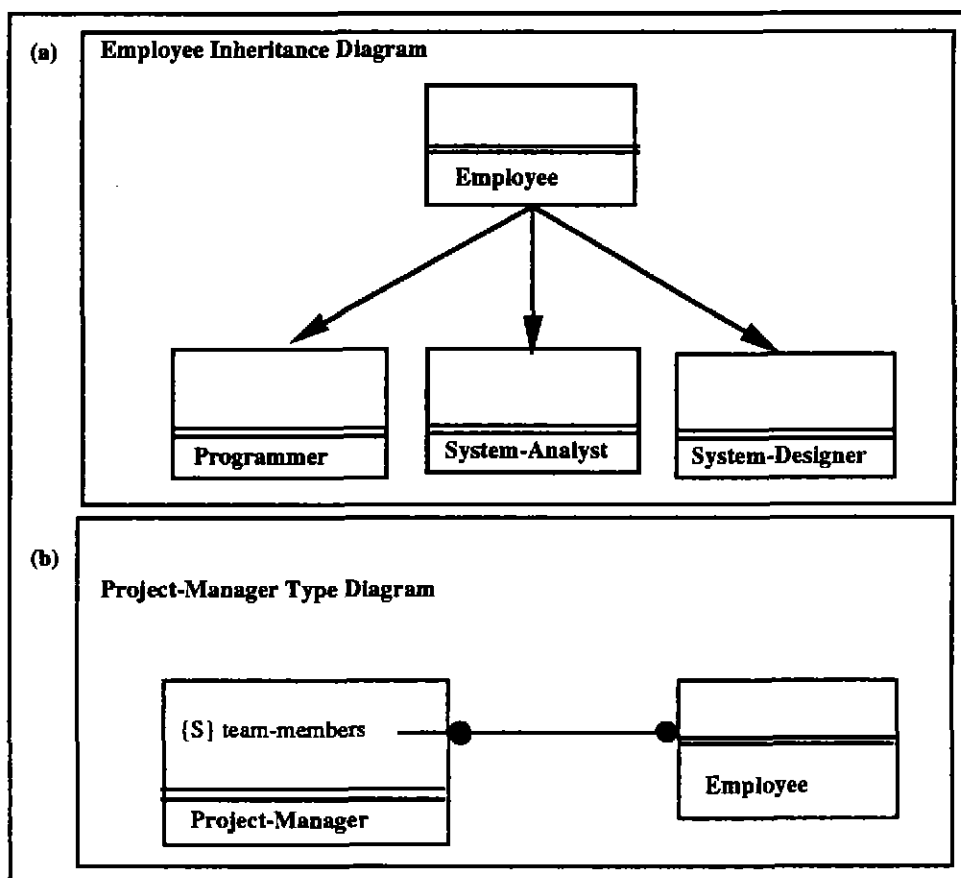 (a)
Employee Inheritance Diagram
Employee
Programmer
System-Analyst
System-Designer
(b)
Project-Manager Type Diagram
{S} team-members
Project-Manager
Employee